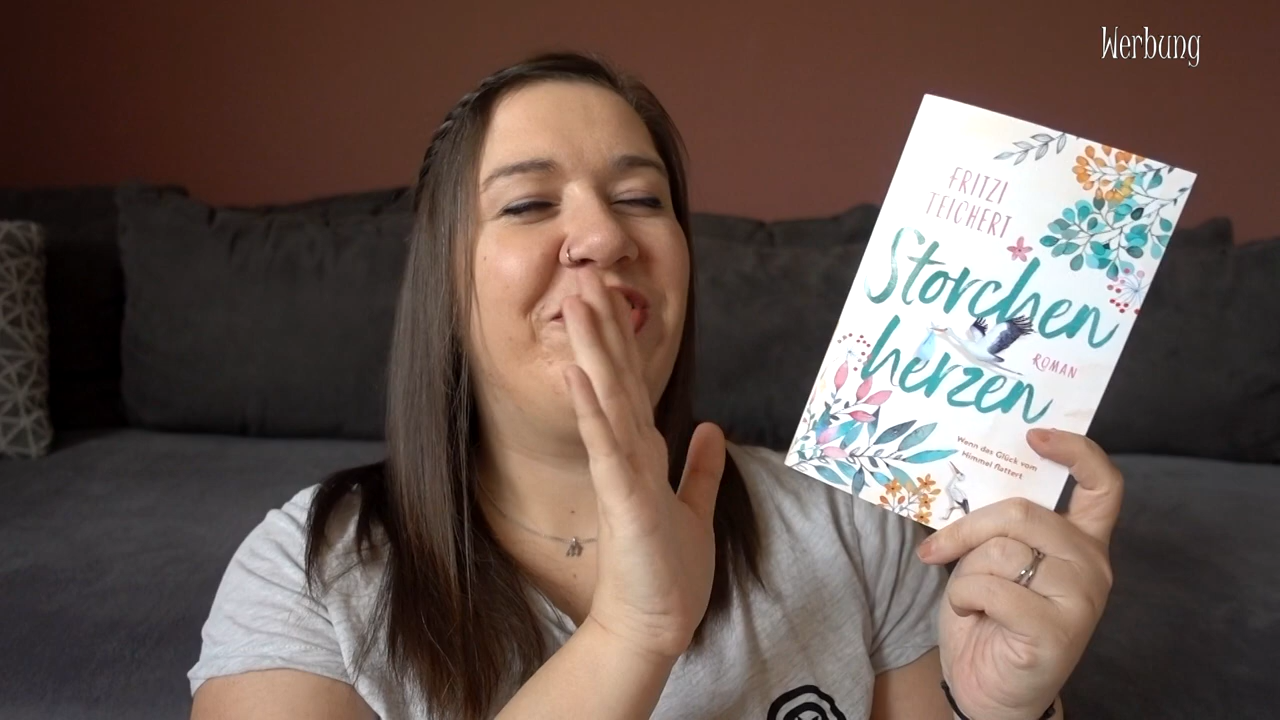 Werbung
FRITZI
TEICHERT
Storchen
herzen
ROMAN
Wenn das Glück vom
Himmel flattert